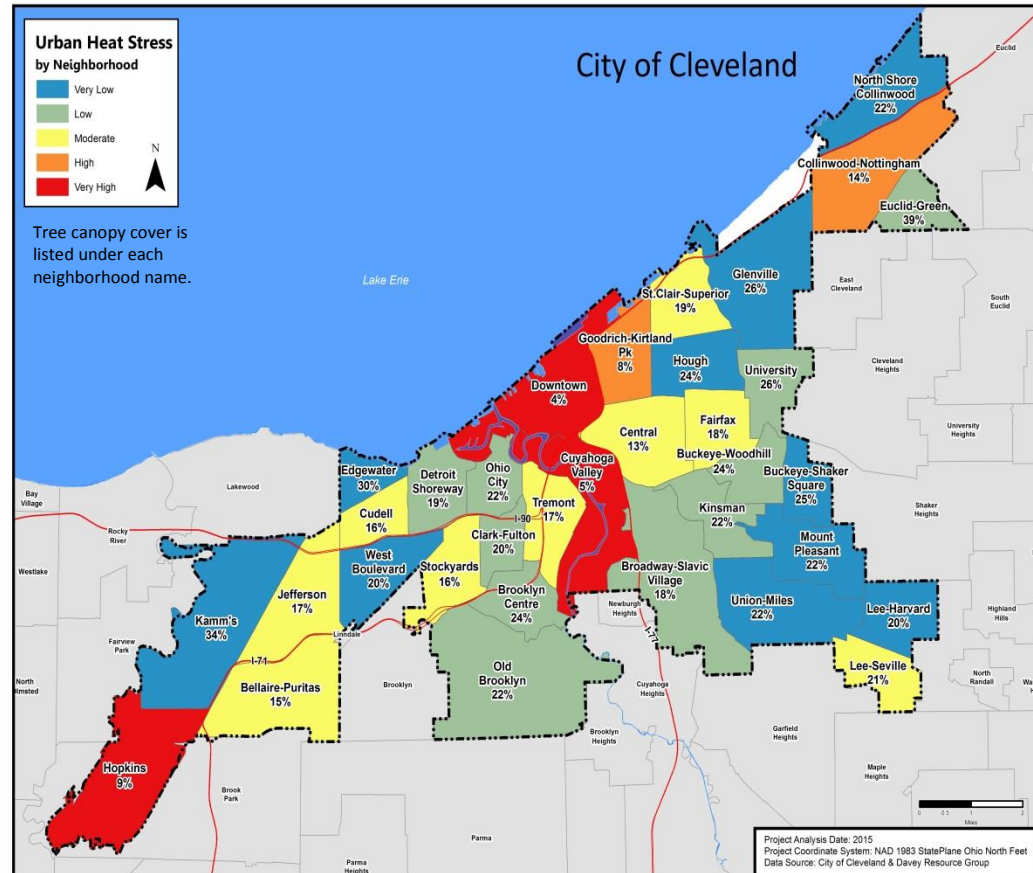 Urban Heat Stress
by Neighborhood
Very Low
Low
Moderate
High
Very High
N
Tree canopy cover is
listed under each
neighborhood name.
City of Cleveland
Lake Erie
Euclid
North Shore
Collinwood
22%
Collinwood-Nottingham
14%
Euclid-Green
39%
Glenville
26%
East
Cleveland
South
Euclid
St.Clair-Superior
19%
Goodrich-Kirtland
Pk
8%
Hough
24%
University
26%
Cleveland
Heights
Downtown
4%
Central
13%
Fairfax
18%
University
Heights
Buckeye-Woodhill
24%
Buckeye-Shaker
Square
25%
Cuyahoga
Valley
5%
Edgewater
30%
Detroit
Shoreway
19%
Ohio
City
22%
Lakewood
Bay
Village
Rocky
River
Cudell
16%
I-90
Tremont
17%
Kinsman
22%
Shaker
Heights
Clark-Fulton
20%
West
Boulevard
20%
Stockyards
16%
Mount
Pleasant
22%
Westlake
Jefferson
17%
Broadway-Slavic
Village
18%
Brooklyn
Centre
24%
Newburgh
Heights
Union-Miles
22%
Lee-Harvard
20%
Highland
Hills
Kamm's
34%
Linndale
I-77
Fairview
Park
I-71
Lee-Seville
21%
North
Olmsted
Bellaire-Puritas
15%
Brooklyn
Old
Brooklyn
22%
Cuyahoga
Heights
North
Randall
Garfield
Heights
Brooklyn
Heights
Hopkins
9%
Brook
Park
Maple
Heights
Parma
Parma
Heights
0 0.5 1 2
Miles
Project Analysis Date: 2015
Project Coordinate System: NAD 1983 StatePlane Ohio North Feet
Data Source: City of Cleveland & Davey Resource Group